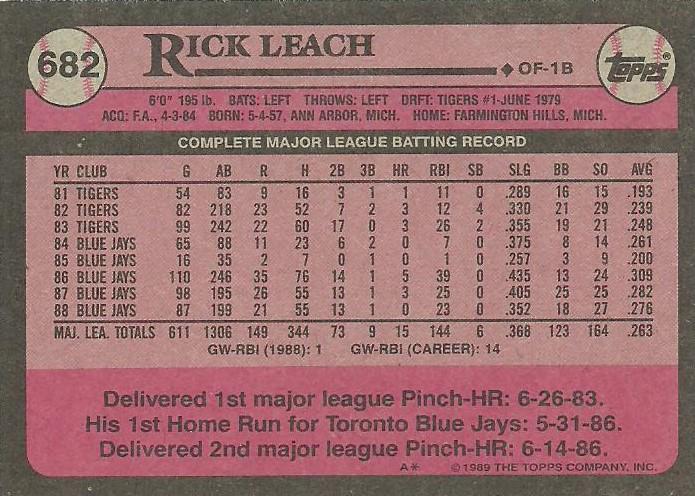 682
RICK LEACH
OF-1B
TOPPS®
6'0" 195 lb. BATS: LEFT THROWS: LEFT DRFT: TIGERS #1-JUNE 1979
ACQ: F.A., 4-3-84 BORN: 5-4-57, ANN ARBOR, MICH. HOME: FARMINGTON HILLS, MICH.
COMPLETE MAJOR LEAGUE BATTING RECORD
YR CLUB G AB R H 2B 3B HR RBI SB SLG BB SO AVG
81 TIGERS 54 83 9 16 3 1 1 11 0 .289 16 15 .193
82 TIGERS 82 218 23 52 7 2 3 12 4 .330 21 29 .239
83 TIGERS 99 242 22 60 17 0 3 26 2 .355 19 21 .248
84 BLUE JAYS 65 88 11 23 6 2 0 7 0 .375 8 14 .261
85 BLUE JAYS 16 35 2 7 0 1 0 1 0 .257 3 9 .200
86 BLUE JAYS 110 246 35 76 14 1 5 39 0 .435 13 24 .309
87 BLUE JAYS 98 195 26 55 13 1 3 25 0 .405 25 25 .282
88 BLUE JAYS 87 199 21 55 13 1 0 23 0 .352 18 27 .276
MAJ. LEA. TOTALS 611 1306 149 344 73 9 15 144 6 .368 123 164 .263
GW-RBI (1988): 1 GW-RBI (CAREER): 14
Delivered 1st major league Pinch-HR: 6-26-83.
His 1st Home Run for Toronto Blue Jays: 5-31-86.
Delivered 2nd major league Pinch-HR: 6-14-86.
A* © 1989 THE TOPPS COMPANY, INC.